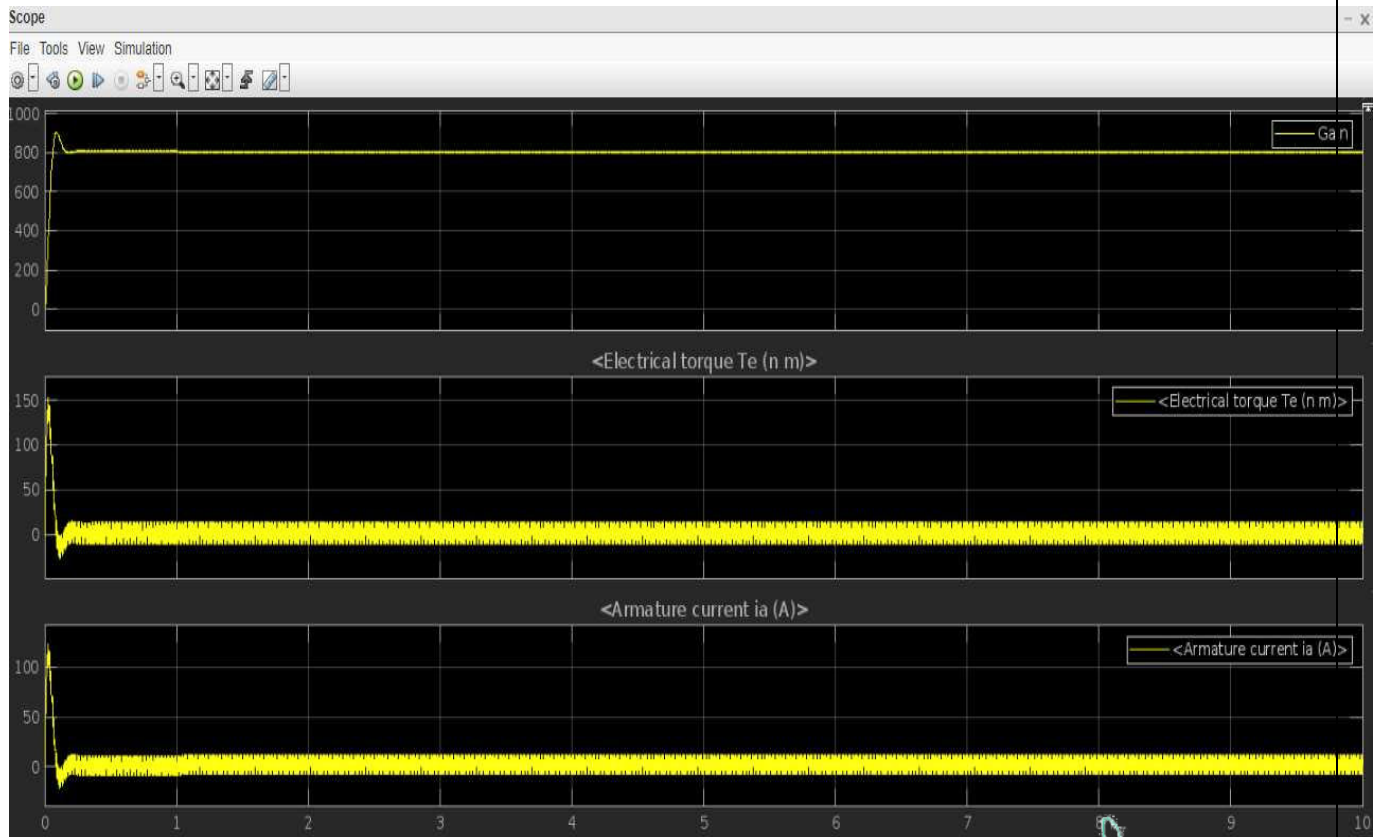 Scope
File Tools View Simulation
1000
800
600
400
200
0
Gain
<Electrical torque Te (n m)>
150
100
50
0
<Electrical torque Te (n m)>
<Armature current ia (A)>
100
50
0
<Armature current ia (A)>
0 1 2 3 4 5 6 7 8 9 10